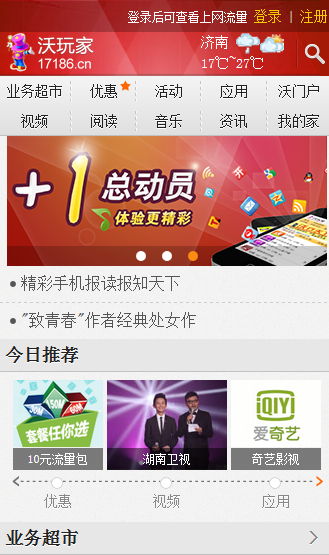 登录后可查看上网流量 登录 | 注册
沃玩家
17186.cn
济南
17℃~27℃
业务超市 优惠 活动 应用 沃门户
视频 阅读 音乐 资讯 我的家
+1 总动员
体验更精彩
• 精彩手机报读报知天下
• "致青春"作者经典处女作
今日推荐
50M
套餐任你选
iQIYI
爱奇艺
10元流量包 湖南卫视 奇艺影视
优惠 视频 应用
业务超市